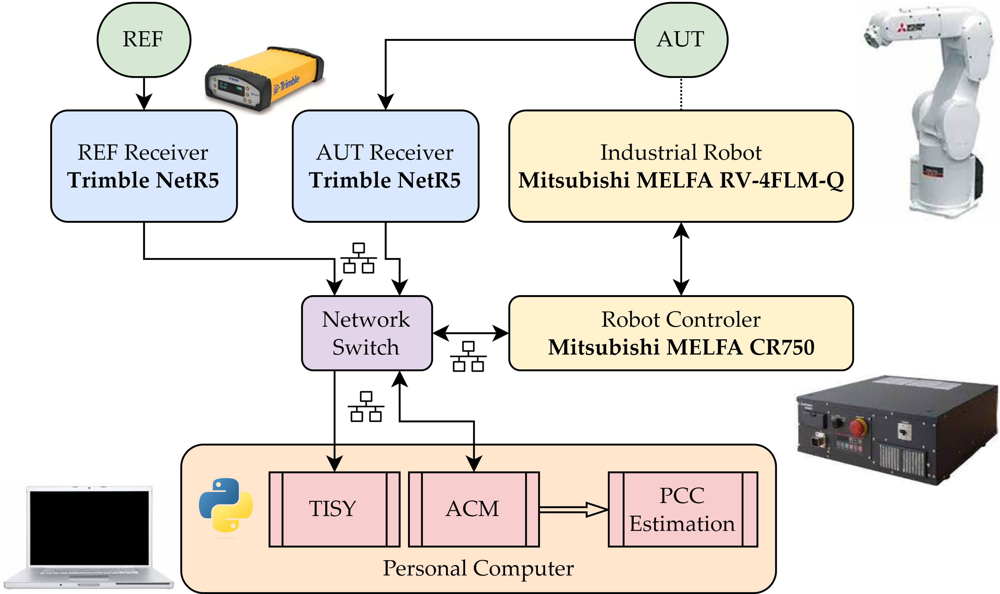 REF
AUT
Trimble
REF Receiver
Trimble NetR5
AUT Receiver
Trimble NetR5
Industrial Robot
Mitsubishi MELFA RV-4FLM-Q
Network
Switch
Robot Controler
Mitsubishi MELFA CR750
TISY
ACM
PCC
Estimation
Personal Computer